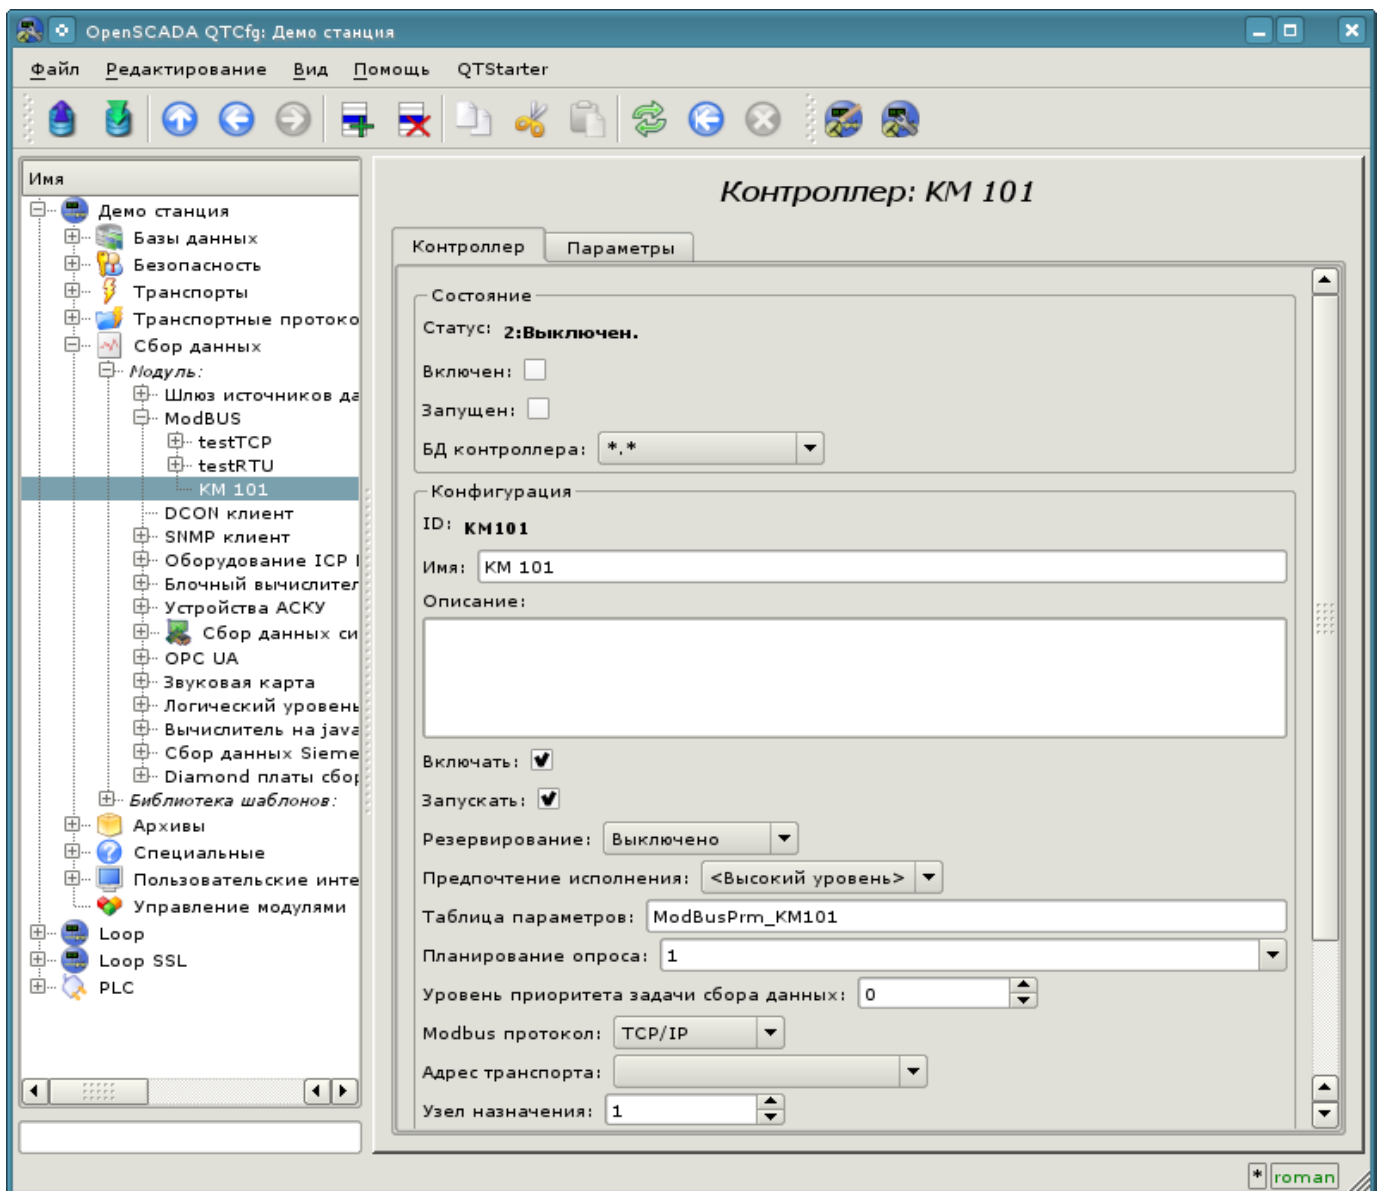 OpenSCADA QTCfg: Демо станция
Файл Редактирование Вид Помощь QTStarter
Имя
Демо станция
Базы данных
Безопасность
Транспорты
Транспортные протоко
Сбор данных
Модуль:
Шлюз источников да
ModBUS
testTCP
testRTU
KM 101
DCON клиент
SNMP клиент
Оборудование ICP
Блочный вычислител
Устройства АСКУ
Сбор данных си
OPC UA
Звуковая карта
Логический уровень
Вычислитель на java
Сбор данных Sieme
Diamond платы сбор
Библиотека шаблонов:
Архивы
Специальные
Пользовательские инте
Управление модулями
Loop
Loop SSL
PLC
Контроллер: KM 101
Контроллер Параметры
Состояние
Статус: 2:Выключен.
Включен:
Запущен:
БД контроллера: *.*
Конфигурация
ID: KM101
Имя: KM 101
Описание:
Включать:
Запускать:
Резервирование: Выключено
Предпочтение исполнения: <Высокий уровень>
Таблица параметров: ModBusPrm_KM101
Планирование опроса: 1
Уровень приоритета задачи сбора данных: 0
Modbus протокол: TCP/IP
Адрес транспорта:
Узел назначения: 1
* roman